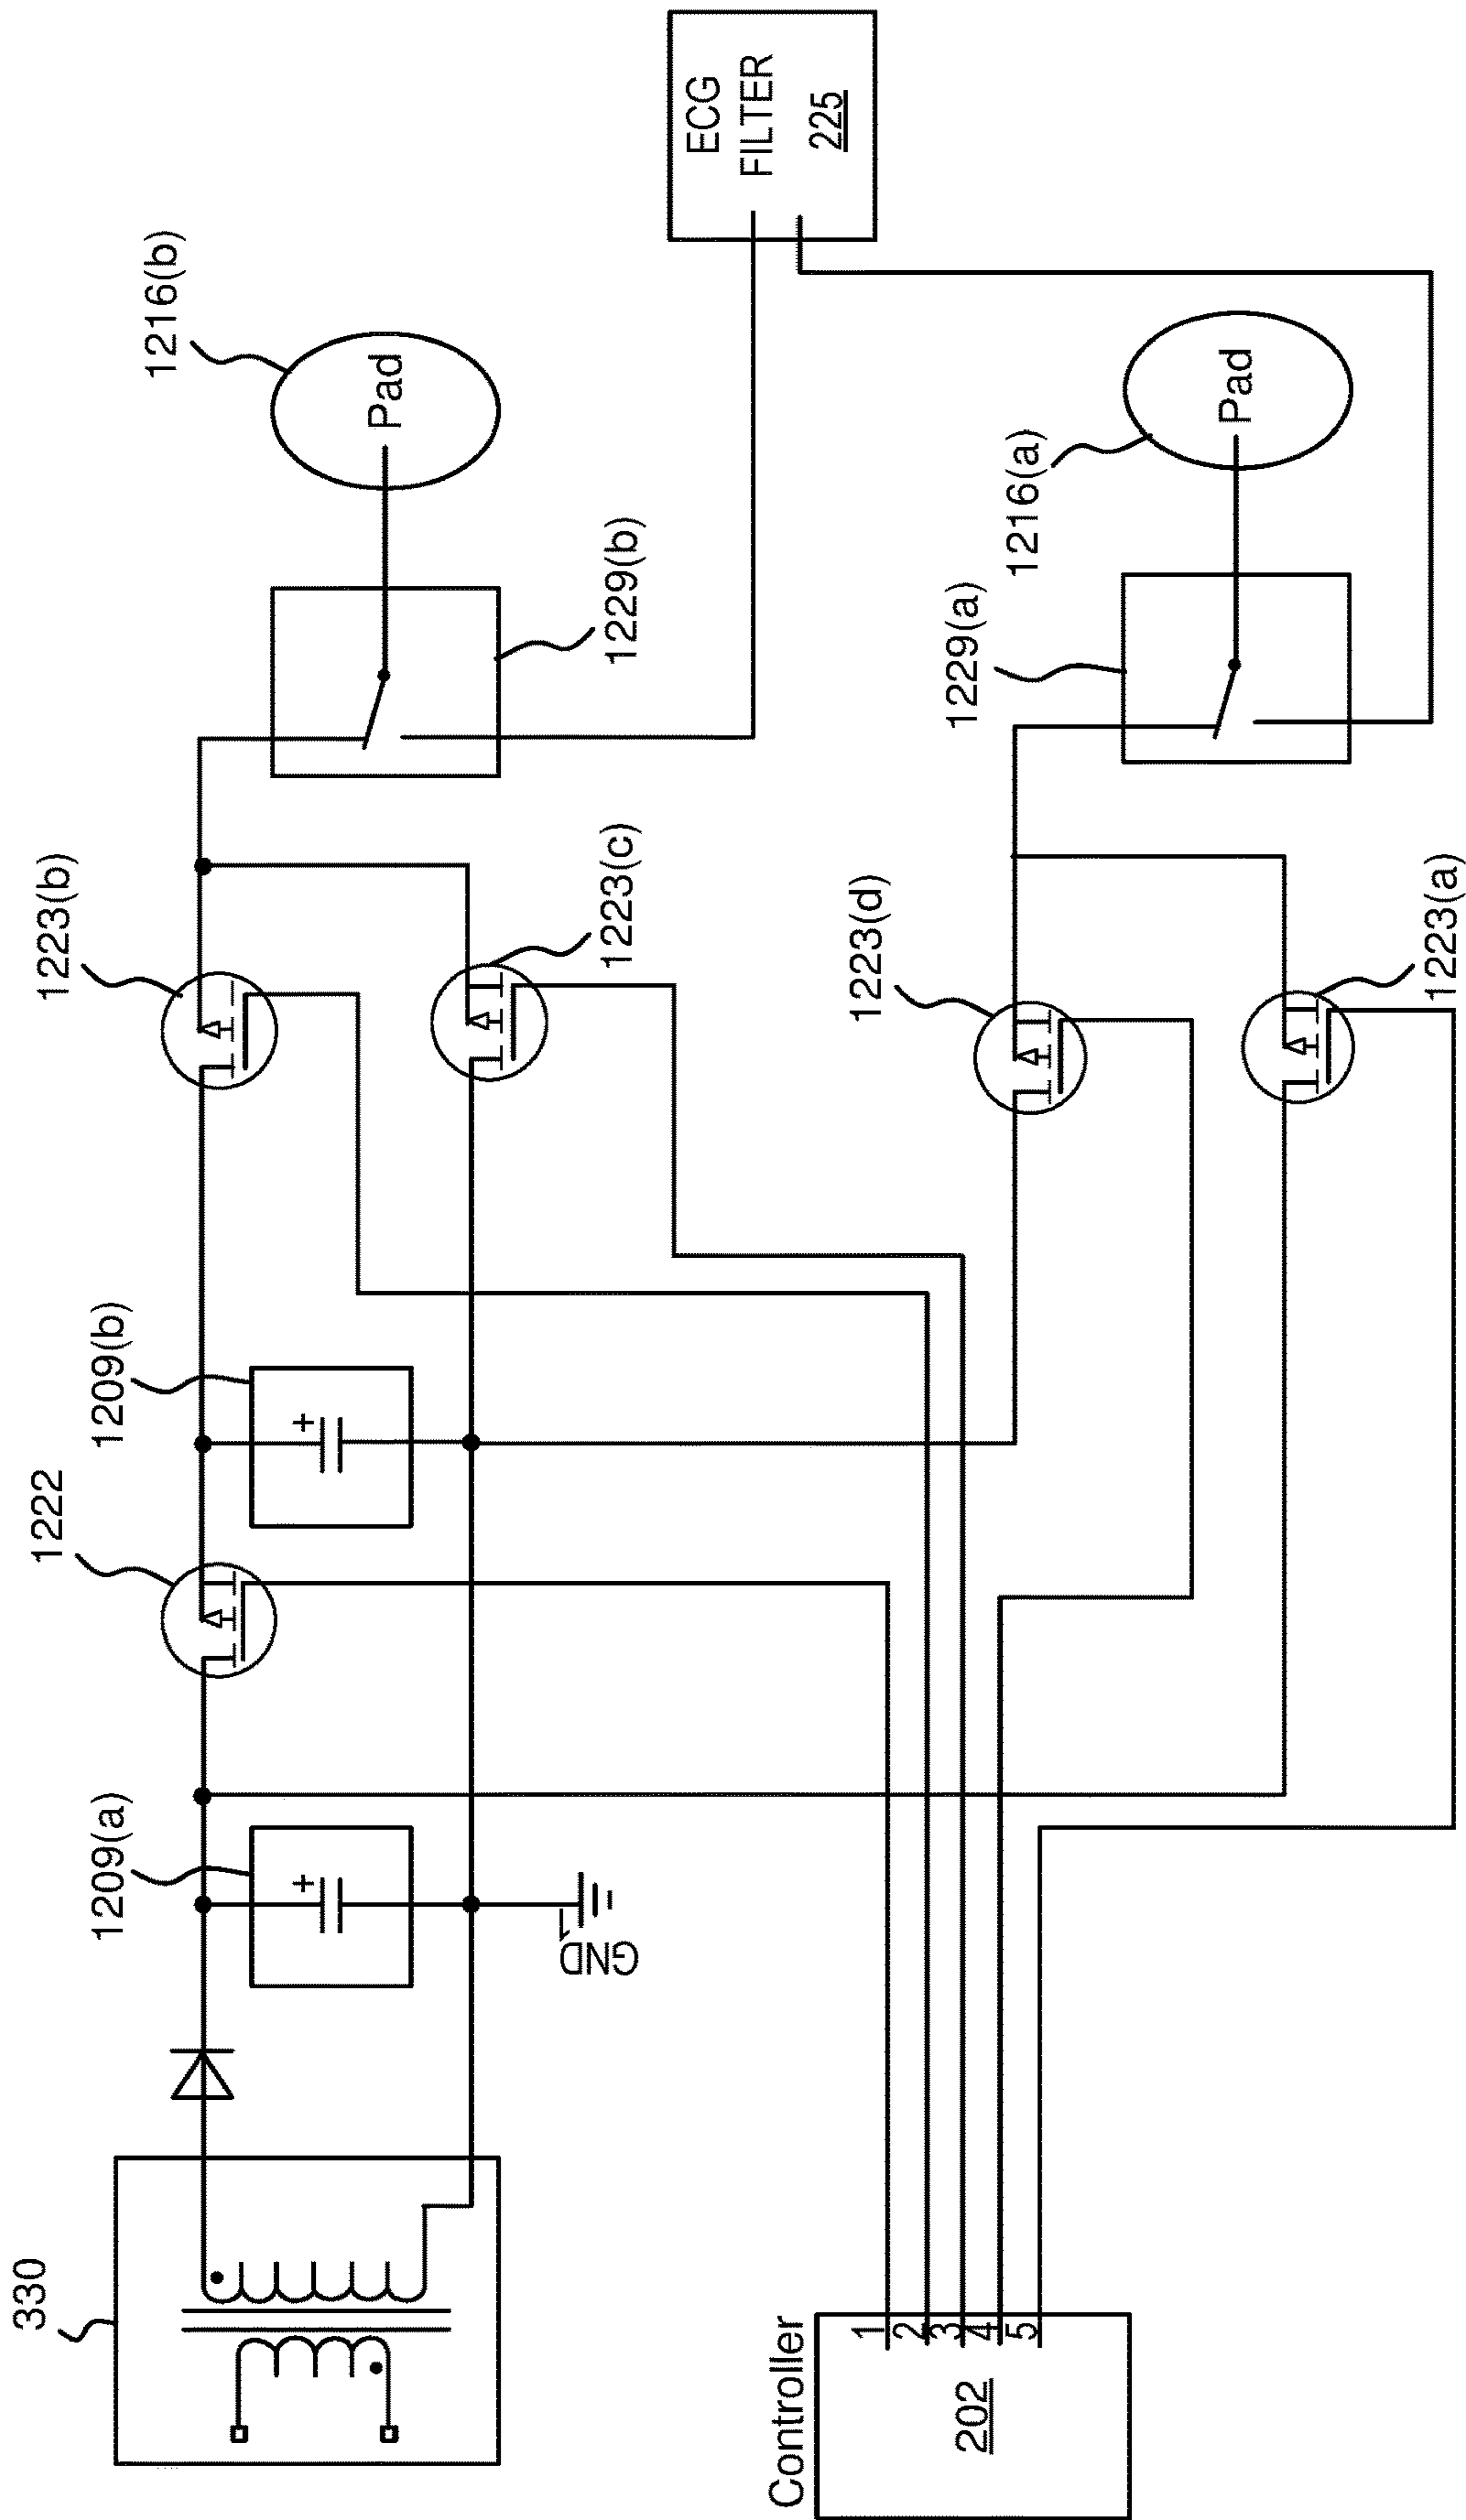 330
1209(a)
1222
1209(b)
1223(b)
1216(b)
+
+
Pad
GND
1
1223(c)
1229(b)
ECG
FILTER
225
Controller
202
1
2
3
4
5
1223(d)
1229(a)
1216(a)
Pad
1223(a)